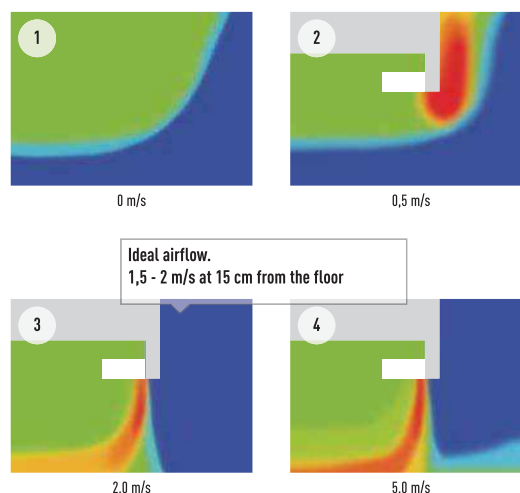 1
2
0 m/s
0,5 m/s
Ideal airflow.
1,5 - 2 m/s at 15 cm from the floor
3
4
2.0 m/s
5.0 m/s